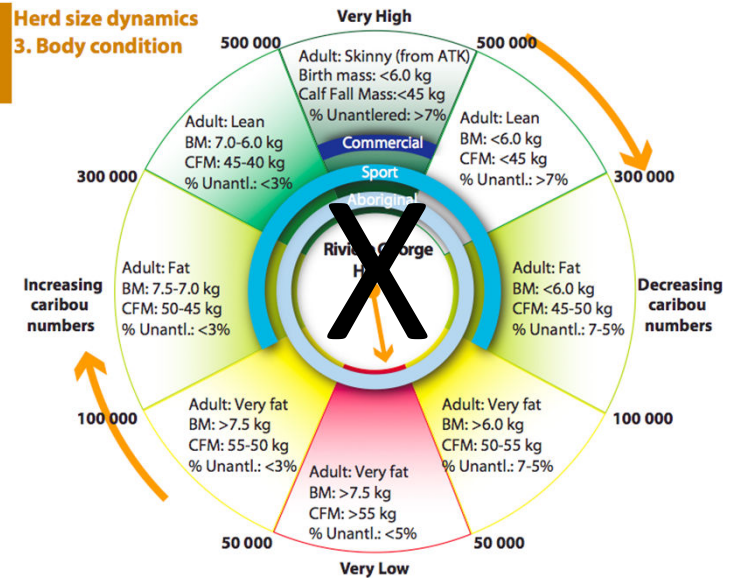 Herd size dynamics
3. Body condition
Very High
500 000
500 000
Adult: Skinny (from ATK)
Birth mass: <6.0 kg
Calf Fall Mass:<45 kg
% Unantlered: >7%
Adult: Lean
BM: 7.0-6.0 kg
CFM: 45-40 kg
% Unantl.: <3%
Adult: Lean
BM: <6.0 kg
CFM: <45 kg
% Unantl.: >7%
Commercial
Sport
Aboriginal
300 000
300 000
Adult: Fat
BM: 7.5-7.0 kg
CFM: 50-45 kg
% Unantl.: <3%
Adult: Fat
BM: <6.0 kg
CFM: 45-50 kg
% Unantl.: 7-5%
Increasing
caribou
numbers
Decreasing
caribou
numbers
100 000
100 000
Adult: Very fat
BM: >7.5 kg
CFM: 55-50 kg
% Unantl.: <3%
Adult: Very fat
BM: >6.0 kg
CFM: 50-55 kg
% Unantl.: 7-5%
Adult: Very fat
BM: >7.5 kg
CFM: >55 kg
% Unantl.: <5%
50 000
50 000
Very Low